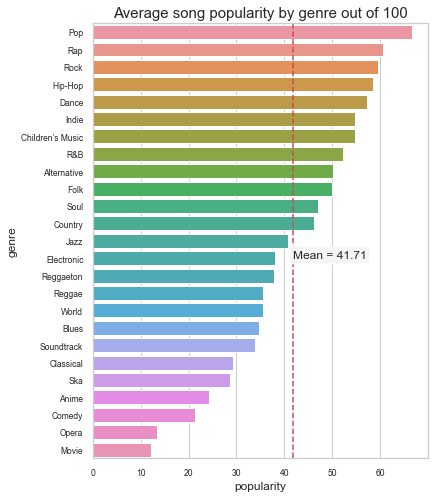 Average song popularity by genre out of 100
Pop
Rap
Rock
Hip-Hop
Dance
Indie
Children's Music
R&B
Alternative
Folk
Soul
Country
Jazz
Electronic
Mean = 41.71
Reggaeton
Reggae
World
Blues
Soundtrack
Classical
Ska
Anime
Comedy
Opera
Movie
genre
0 10 20 30 40 50 60
popularity